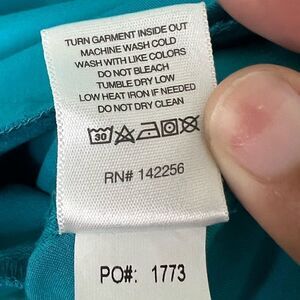 TURN GARMENT INSIDE OUT
MACHINE WASH COLD
WASH WITH LIKE COLORS
DO NOT BLEACH
TUMBLE DRY LOW
LOW HEAT IRON IF NEEDED
DO NOT DRY CLEAN
30
RN# 142256
PO#: 1773